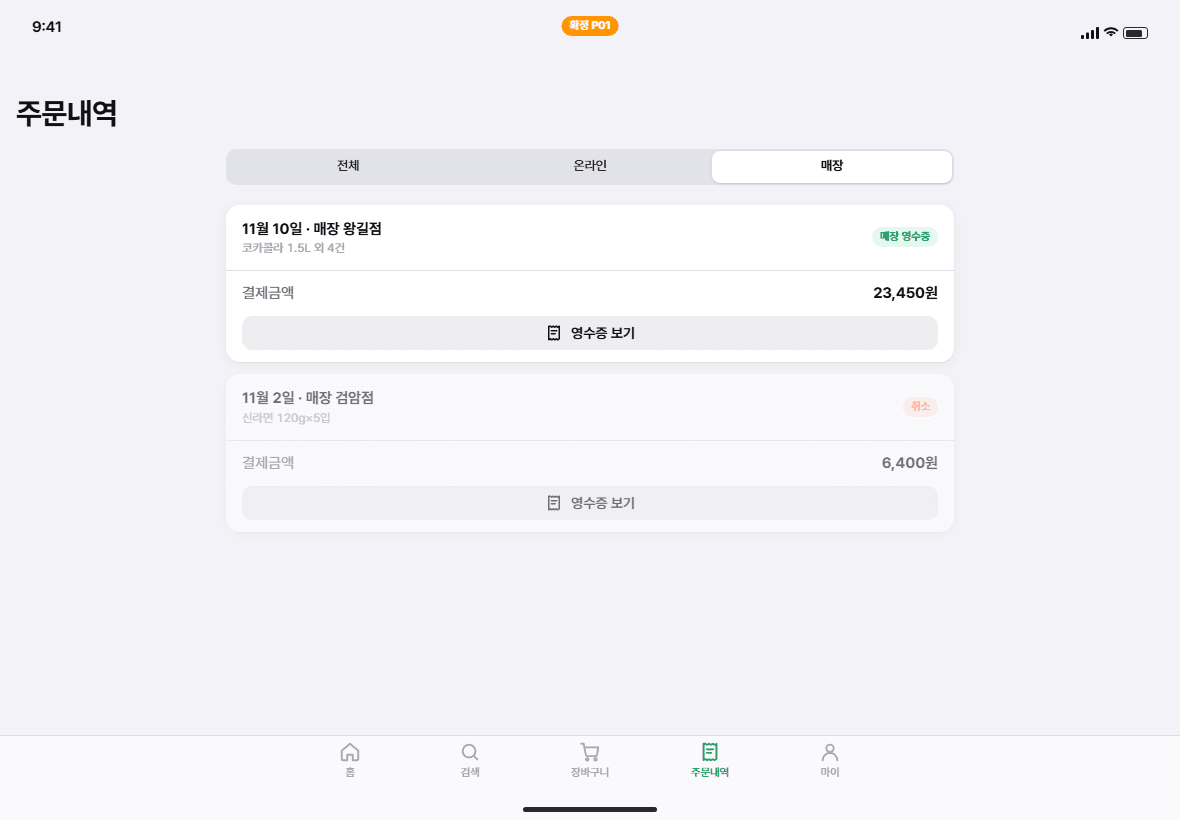 9:41
확정 P01
주문내역
전체
온라인
매장
11월 10일 · 매장 왕길점
코카콜라 1.5L 외 4건
매장 영수중
결제금액
23,450원
영수증 보기
11월 2일 · 매장 검암점
신라면 120g×5입
취소
결제금액
6,400원
영수증 보기
홈
검색
장바구니
주문내역
마이